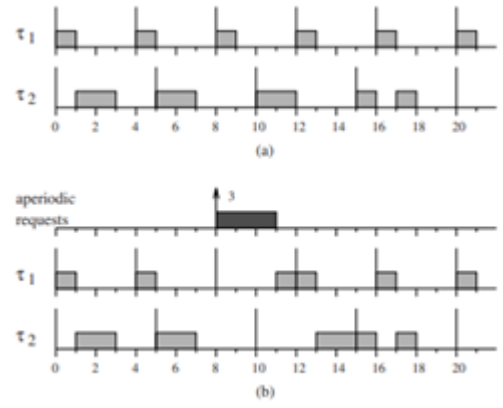 τ1
τ2
0 2 4 6 8 10 12 14 16 18 20
(a)
3
aperiodic
requests
τ1
τ2
0 2 4 6 8 10 12 14 16 18 20
(b)